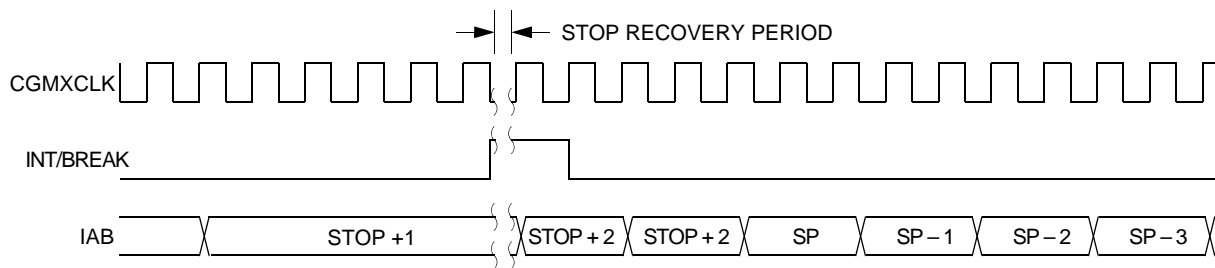 STOP RECOVERY PERIOD
CGMXCLK
INT/BREAK
IAB STOP +1 STOP + 2 STOP + 2 SP SP – 1 SP – 2 SP – 3